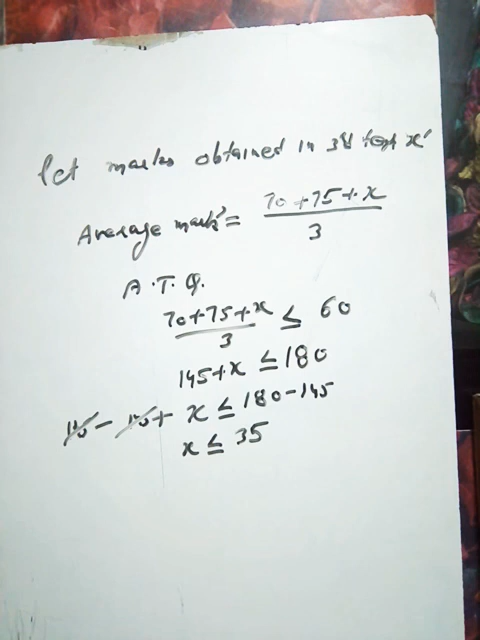 Let marks obtained in 3rd test x'
Average mark's = 70+75+x / 3
A.T.Q.
70+75+x / 3 ≤ 60
145+x ≤ 180
145 - 145 + x ≤ 180-145
x ≤ 35